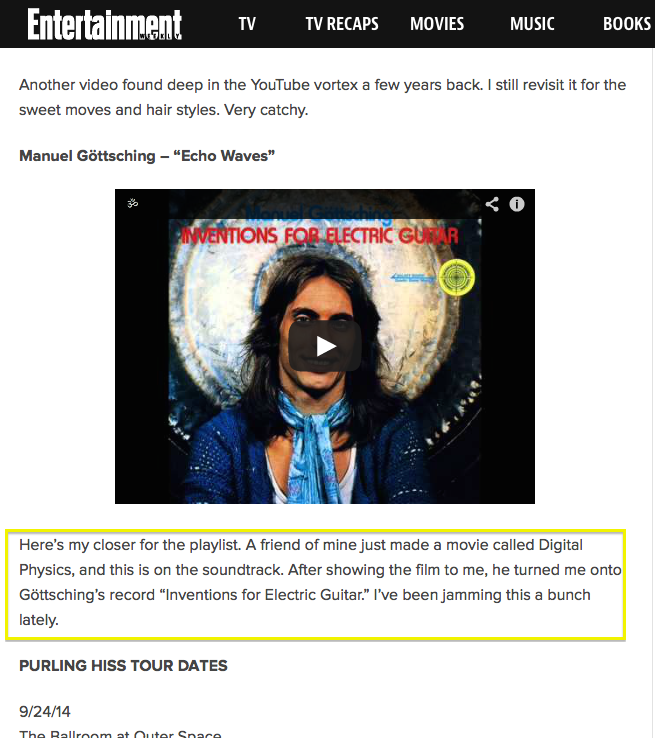 Entertainment
WEEKLY
TV
TV RECAPS
MOVIES
MUSIC
BOOKS
Another video found deep in the YouTube vortex a few years back. I still revisit it for the
sweet moves and hair styles. Very catchy.
Manuel Göttsching – “Echo Waves”
ॐ
Manuel Göttsching
INVENTIONS FOR ELECTRIC GUITAR
Here’s my closer for the playlist. A friend of mine just made a movie called Digital
Physics, and this is on the soundtrack. After showing the film to me, he turned me onto
Göttsching’s record “Inventions for Electric Guitar.” I’ve been jamming this a bunch
lately.
PURLING HISS TOUR DATES
9/24/14
The Ballroom at Outer Space